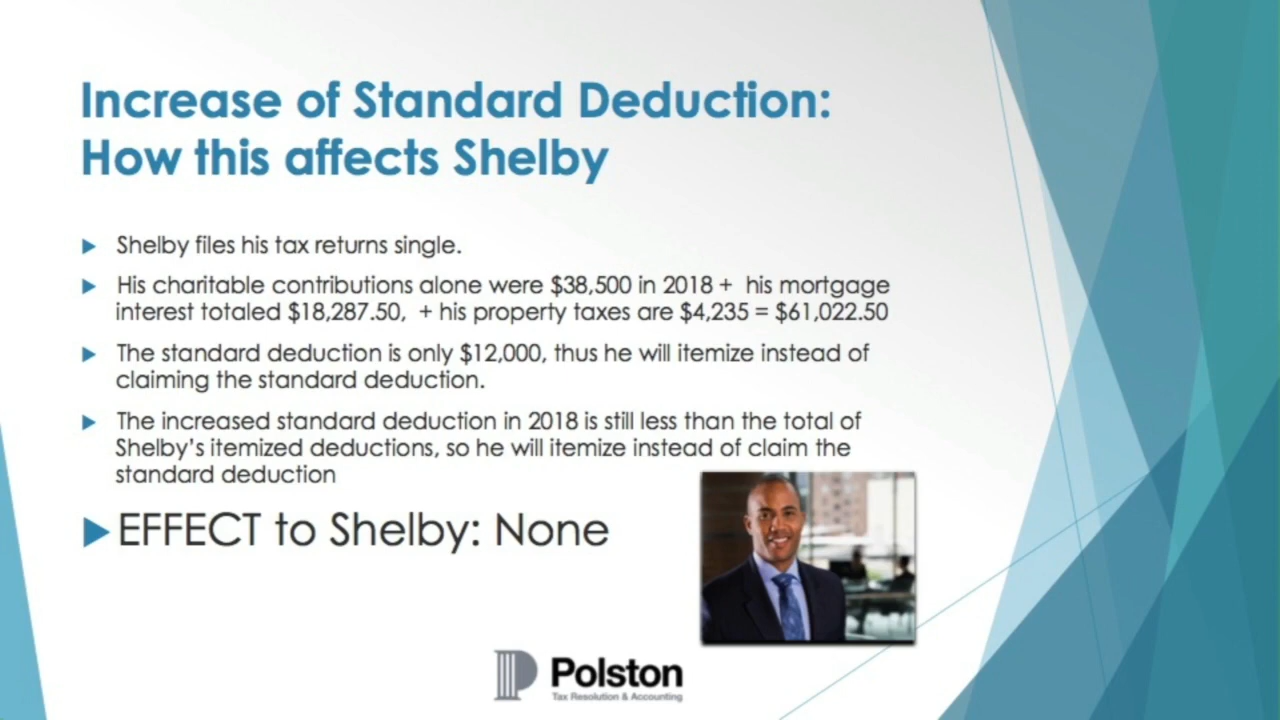 Increase of Standard Deduction:
How this affects Shelby
Shelby files his tax returns single.
His charitable contributions alone were $38,500 in 2018 + his mortgage
interest totaled $18,287.50, + his property taxes are $4,235 = $61,022.50
The standard deduction is only $12,000, thus he will itemize instead of
claiming the standard deduction.
The increased standard deduction in 2018 is still less than the total of
Shelby's itemized deductions, so he will itemize instead of claim the
standard deduction
EFFECT to Shelby: None
Polston
Tax Resolution & Accounting